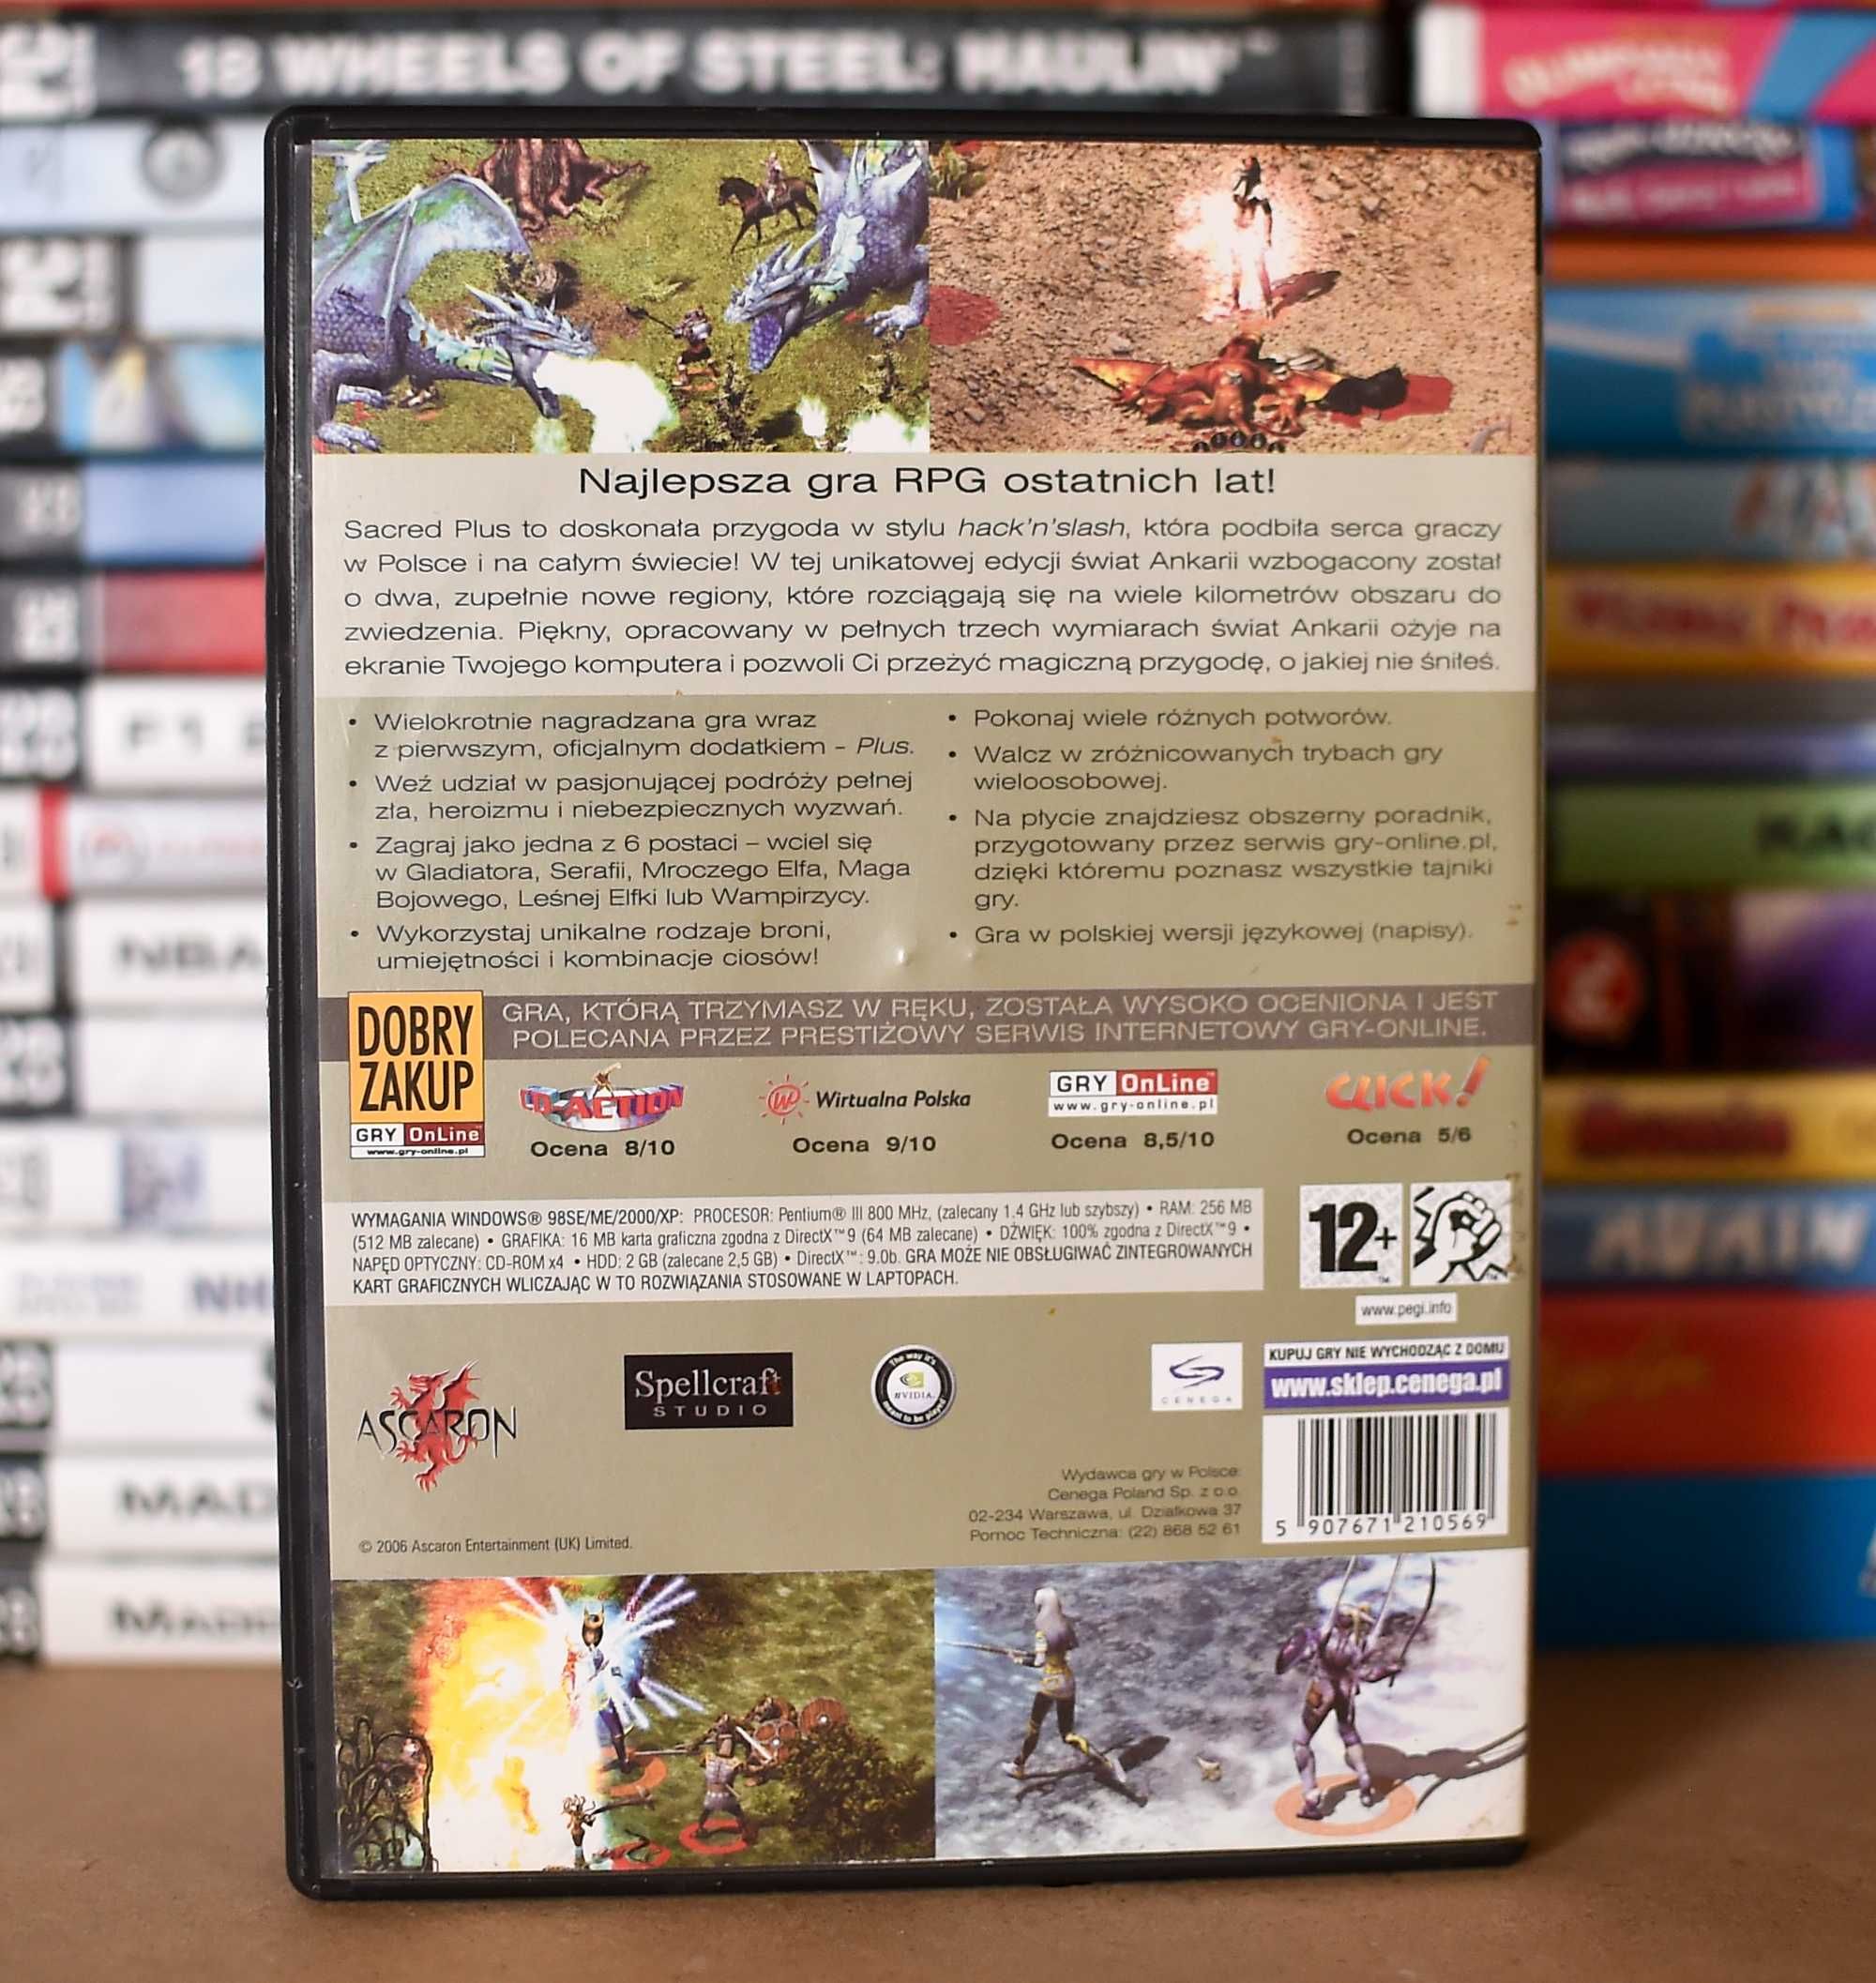 18 WHEELS OF STEEL: HAULIN'™
Najlepsza gra RPG ostatnich lat!
Sacred Plus to doskonała przygoda w stylu hack'n'slash, która podbiła serca graczy
w Polsce i na całym świecie! W tej unikatowej edycji świat Ankarii wzbogacony został
o dwa, zupełnie nowe regiony, które rozciągają się na wiele kilometrów obszaru do
zwiedzenia. Piękny, opracowany w pełnych trzech wymiarach świat Ankarii ożyje na
ekranie Twojego komputera i pozwoli Ci przeżyć magiczną przygodę, o jakiej nie śniłeś.
• Wielokrotnie nagradzana gra wraz
z pierwszym, oficjalnym dodatkiem – Plus.
• Weź udział w pasjonującej podróży pełnej
zła, heroizmu i niebezpiecznych wyzwań.
• Zagraj jako jedna z 6 postaci – wciel się
w Gladiatora, Serafii, Mroczego Elfa, Maga
Bojowego, Leśnej Elfki lub Wampirzycy.
• Wykorzystaj unikalne rodzaje broni,
umiejętności i kombinacje ciosów!
• Pokonaj wiele różnych potworów.
• Walcz w zróżnicowanych trybach gry
wieloosobowej.
• Na płycie znajdziesz obszerny poradnik,
przygotowany przez serwis gry-online.pl,
dzięki któremu poznasz wszystkie tajniki
gry.
• Gra w polskiej wersji językowej (napisy).
DOBRY
ZAKUP
GRY OnLine
www.gry-online.pl
GRA, KTÓRĄ TRZYMASZ W RĘKU, ZOSTAŁA WYSOKO OCENIONA I JEST
POLECANA PRZEZ PRESTIŻOWY SERWIS INTERNETOWY GRY-ONLINE.
CD-ACTION
Ocena 8/10
Wirtualna Polska
Ocena 9/10
GRY OnLine
www.gry-online.pl
Ocena 8,5/10
CLICK!
Ocena 5/6
WYMAGANIA WINDOWS® 98SE/ME/2000/XP: PROCESOR: Pentium® III 800 MHz, (zalecany 1.4 GHz lub szybszy) • RAM: 256 MB
(512 MB zalecane) • GRAFIKA: 16 MB karta graficzna zgodna z DirectX™ 9 (64 MB zalecane) • DŹWIĘK: 100% zgodna z DirectX™ 9 •
NAPĘD OPTYCZNY: CD-ROM x4 • HDD: 2 GB (zalecane 2,5 GB) • DirectX™: 9.0b. GRA MOŻE NIE OBSŁUGIWAĆ ZINTEGROWANYCH
KART GRAFICZNYCH WLICZAJĄC W TO ROZWIĄZANIA STOSOWANE W LAPTOPACH.
12+
www.pegi.info
ASCARON
Spellcraft
STUDIO
The way it's
NVIDIA
meant to be played
CENEGA
KUPUJ GRY NIE WYCHODZĄC Z DOMU
www.sklep.cenega.pl
Wydawca gry w Polsce:
Cenega Poland Sp. z o.o.
02-234 Warszawa, ul. Działkowa 37
Pomoc Techniczna: (22) 868 52 61
5 907671 210569
© 2006 Ascaron Entertainment (UK) Limited.